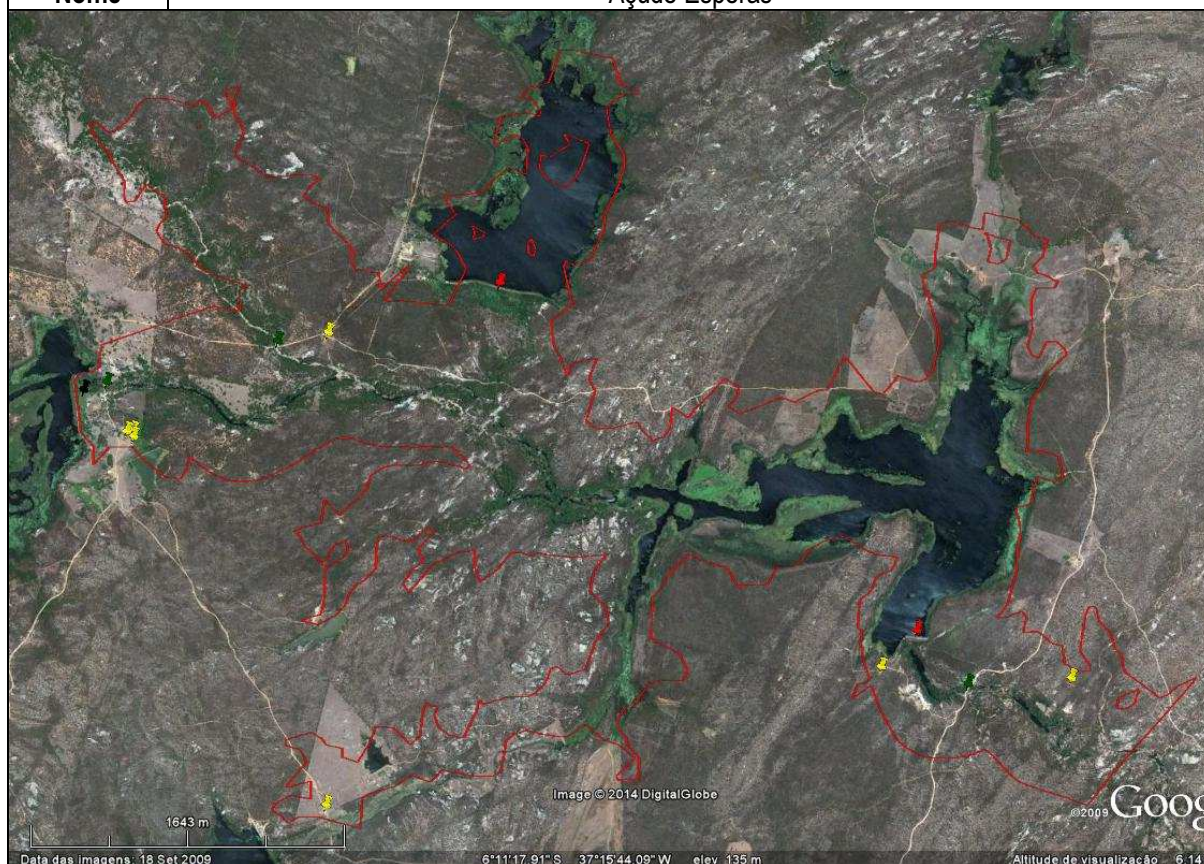 Nome Açude Esperas
1643 m
Image © 2014 DigitalGlobe
©2009 Goog
Data das imagens: 18 Set 2009 6°11'17.91" S 37°15'44.09" W elev 135 m Altitude de visualização